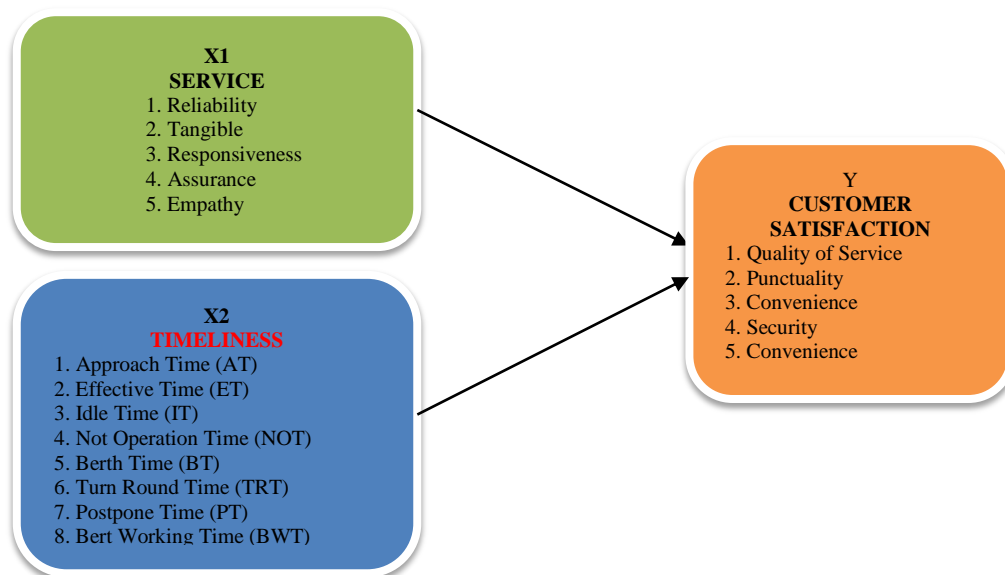 X1
SERVICE
1. Reliability
2. Tangible
3. Responsiveness
4. Assurance
5. Empathy
X2
TIMELINESS
1. Approach Time (AT)
2. Effective Time (ET)
3. Idle Time (IT)
4. Not Operation Time (NOT)
5. Berth Time (BT)
6. Turn Round Time (TRT)
7. Postpone Time (PT)
8. Bert Working Time (BWT)
Y
CUSTOMER
SATISFACTION
1. Quality of Service
2. Punctuality
3. Convenience
4. Security
5. Convenience